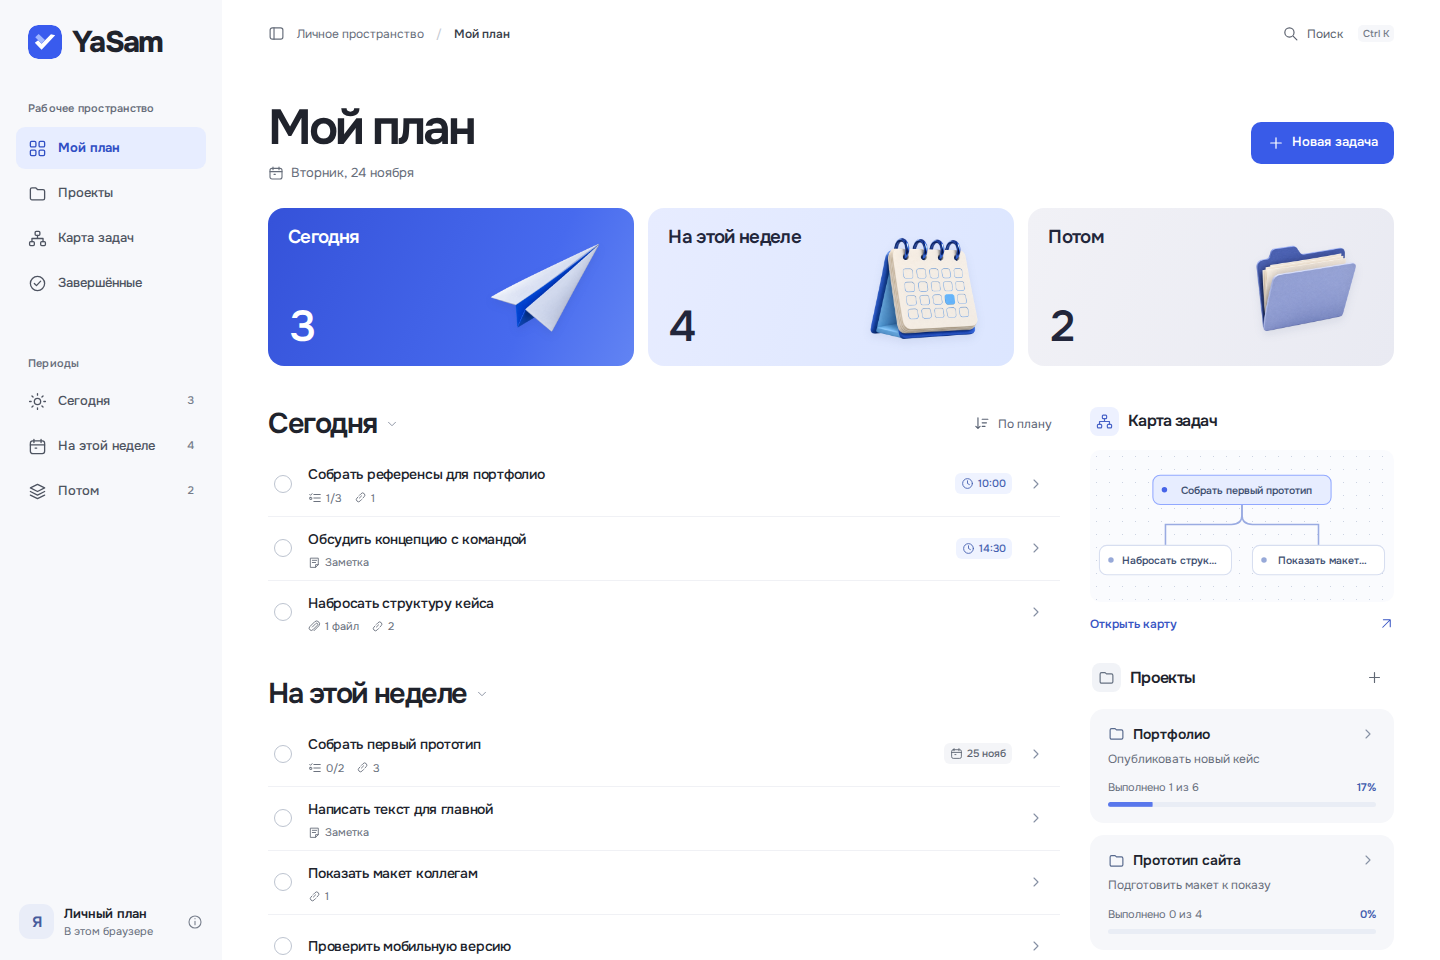 YaSam
Рабочее пространство
Мой план
Проекты
Карта задач
Завершённые
Периоды
Сегодня 3
На этой неделе 4
Потом 2
Я
Личный план
В этом браузере
Личное пространство / Мой план
Поиск Ctrl K
Мой план
Вторник, 24 ноября
Новая задача
Сегодня
3
На этой неделе
4
Потом
2
Сегодня
По плану
Собрать референсы для портфолио
1/3 1
10:00
Обсудить концепцию с командой
Заметка
14:30
Набросать структуру кейса
1 файл 2
На этой неделе
Собрать первый прототип
0/2 3
25 нояб
Написать текст для главной
Заметка
Показать макет коллегам
1
Проверить мобильную версию
Карта задач
Собрать первый прототип
Набросать струк...
Показать макет...
Открыть карту
Проекты
Портфолио
Опубликовать новый кейс
Выполнено 1 из 6 17%
Прототип сайта
Подготовить макет к показу
Выполнено 0 из 4 0%